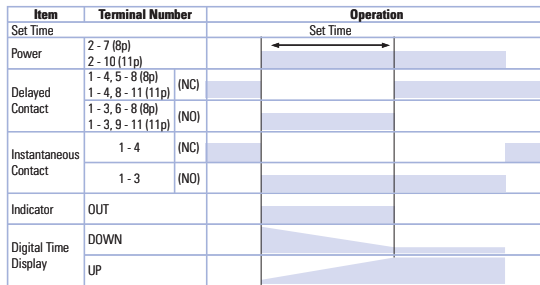 Item Terminal Number Operation
Set Time Set Time
Power 2 - 7 (8p)
2 - 10 (11p)
Delayed Contact 1 - 4, 5 - 8 (8p)
1 - 4, 8 - 11 (11p) (NC)
1 - 3, 6 - 8 (8p)
1 - 3, 9 - 11 (11p) (NO)
Instantaneous Contact 1 - 4 (NC)
1 - 3 (NO)
Indicator OUT
Digital Time Display DOWN
UP